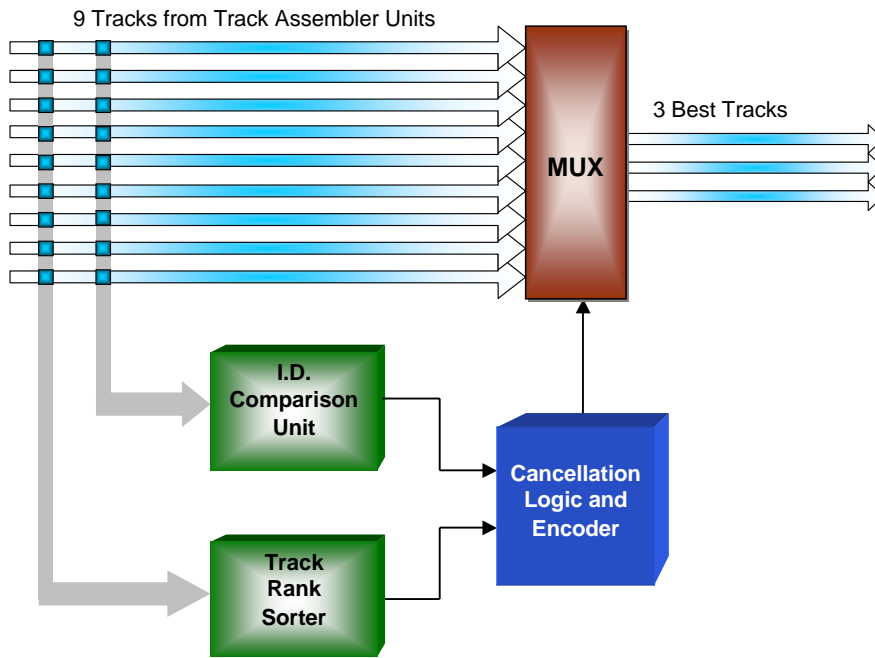 9 Tracks from Track Assembler Units
3 Best Tracks
MUX
I.D.
Comparison
Unit
Cancellation
Logic and
Encoder
Track
Rank
Sorter